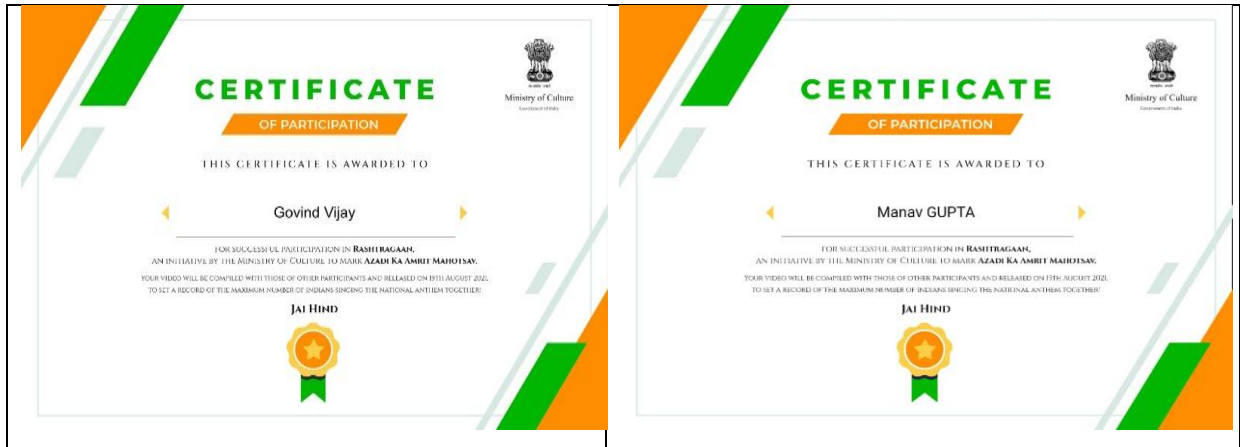 Ministry of Culture
Government of India
CERTIFICATE
OF PARTICIPATION
THIS CERTIFICATE IS AWARDED TO
Govind Vijay
FOR SUCCESSFUL PARTICIPATION IN RASHTRAGAAN,
AN INITIATIVE BY THE MINISTRY OF CULTURE TO MARK AZADI KA AMRIT MAHOTSAV.
YOUR VIDEO WILL BE COMPILED WITH THOSE OF OTHER PARTICIPANTS AND RELEASED ON 15TH AUGUST 2021,
TO SET A RECORD OF THE MAXIMUM NUMBER OF INDIANS SINGING THE NATIONAL ANTHEM TOGETHER!
JAI HIND
Ministry of Culture
Government of India
CERTIFICATE
OF PARTICIPATION
THIS CERTIFICATE IS AWARDED TO
Manav GUPTA
FOR SUCCESSFUL PARTICIPATION IN RASHTRAGAAN,
AN INITIATIVE BY THE MINISTRY OF CULTURE TO MARK AZADI KA AMRIT MAHOTSAV.
YOUR VIDEO WILL BE COMPILED WITH THOSE OF OTHER PARTICIPANTS AND RELEASED ON 15TH AUGUST 2021,
TO SET A RECORD OF THE MAXIMUM NUMBER OF INDIANS SINGING THE NATIONAL ANTHEM TOGETHER!
JAI HIND